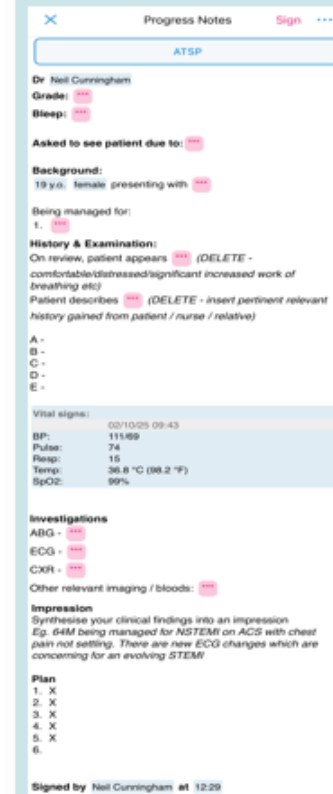 Progress Notes Sign ...
ATSP
Dr Neil Cunningham
Grade: ***
Bleep: ***
Asked to see patient due to: ***
Background:
19 y.o. female presenting with ***
Being managed for:
1. ***
History & Examination:
On review, patient appears *** (DELETE -
comfortable/distressed/significant increased work of
breathing etc)
Patient describes *** (DELETE - insert pertinent relevant
history gained from patient / nurse / relative)
A -
B -
C -
D -
E -
Vital signs:
02/10/25 09:43
BP: 111/69
Pulse: 74
Resp: 15
Temp: 36.8 °C (98.2 °F)
SpO2: 99%
Investigations
ABG - ***
ECG - ***
CXR - ***
Other relevant imaging / bloods: ***
Impression
Synthesise your clinical findings into an impression
Eg. 64M being managed for NSTEMI on ACS with chest
pain not settling. There are new ECG changes which are
concerning for an evolving STEMI
Plan
1. X
2. X
3. X
4. X
5. X
6.
Signed by Neil Cunningham at 12:29